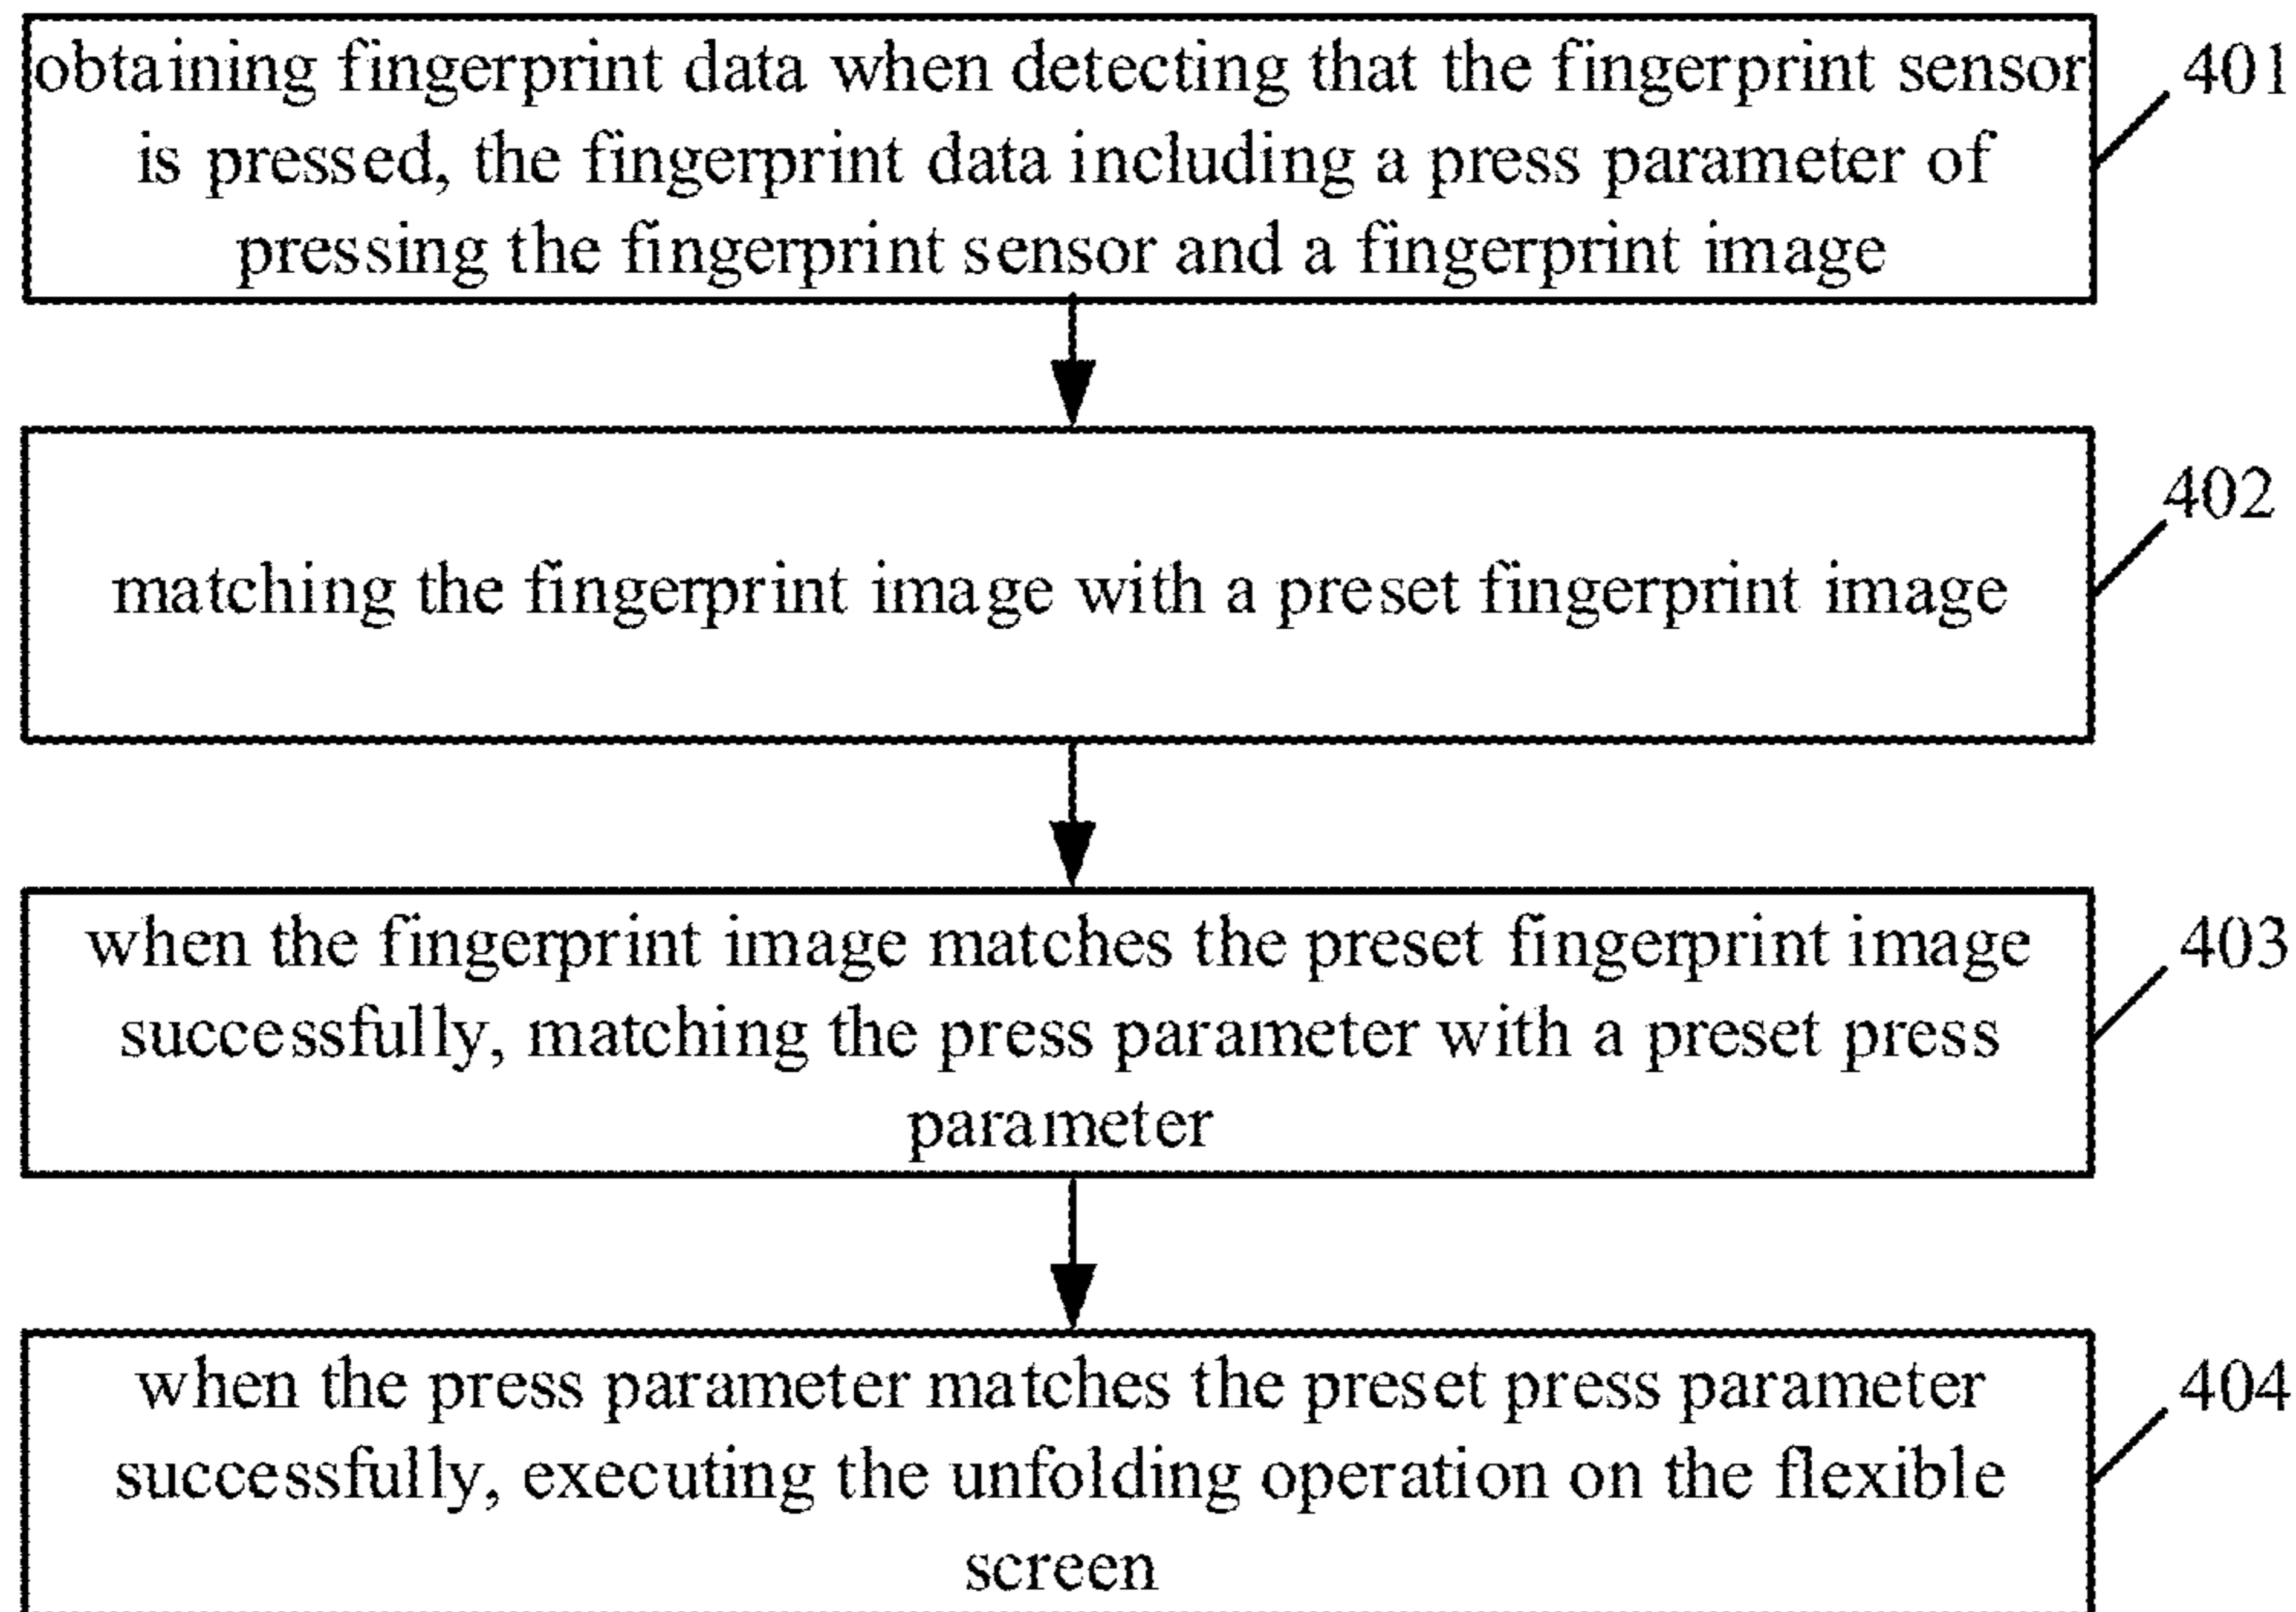 obtaining fingerprint data when detecting that the fingerprint sensor
is pressed, the fingerprint data including a press parameter of
pressing the fingerprint sensor and a fingerprint image
401
matching the fingerprint image with a preset fingerprint image
402
when the fingerprint image matches the preset fingerprint image
successfully, matching the press parameter with a preset press
parameter
403
when the press parameter matches the preset press parameter
successfully, executing the unfolding operation on the flexible
screen
404